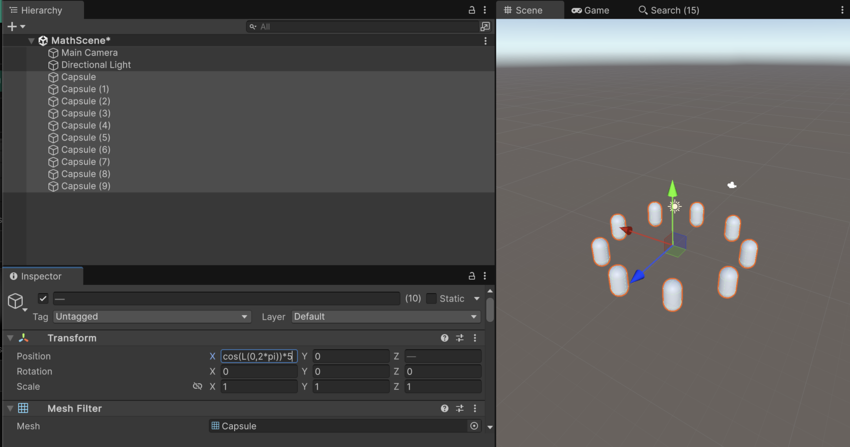 Hierarchy
All
MathScene*
Main Camera
Directional Light
Capsule
Capsule (1)
Capsule (2)
Capsule (3)
Capsule (4)
Capsule (5)
Capsule (6)
Capsule (7)
Capsule (8)
Capsule (9)
Inspector
— (10) Static
Tag Untagged Layer Default
Transform
Position X cos(L(0,2*pi))*5 Y 0 Z —
Rotation X 0 Y 0 Z 0
Scale X 1 Y 1 Z 1
Mesh Filter
Mesh Capsule
Scene Game Search (15)